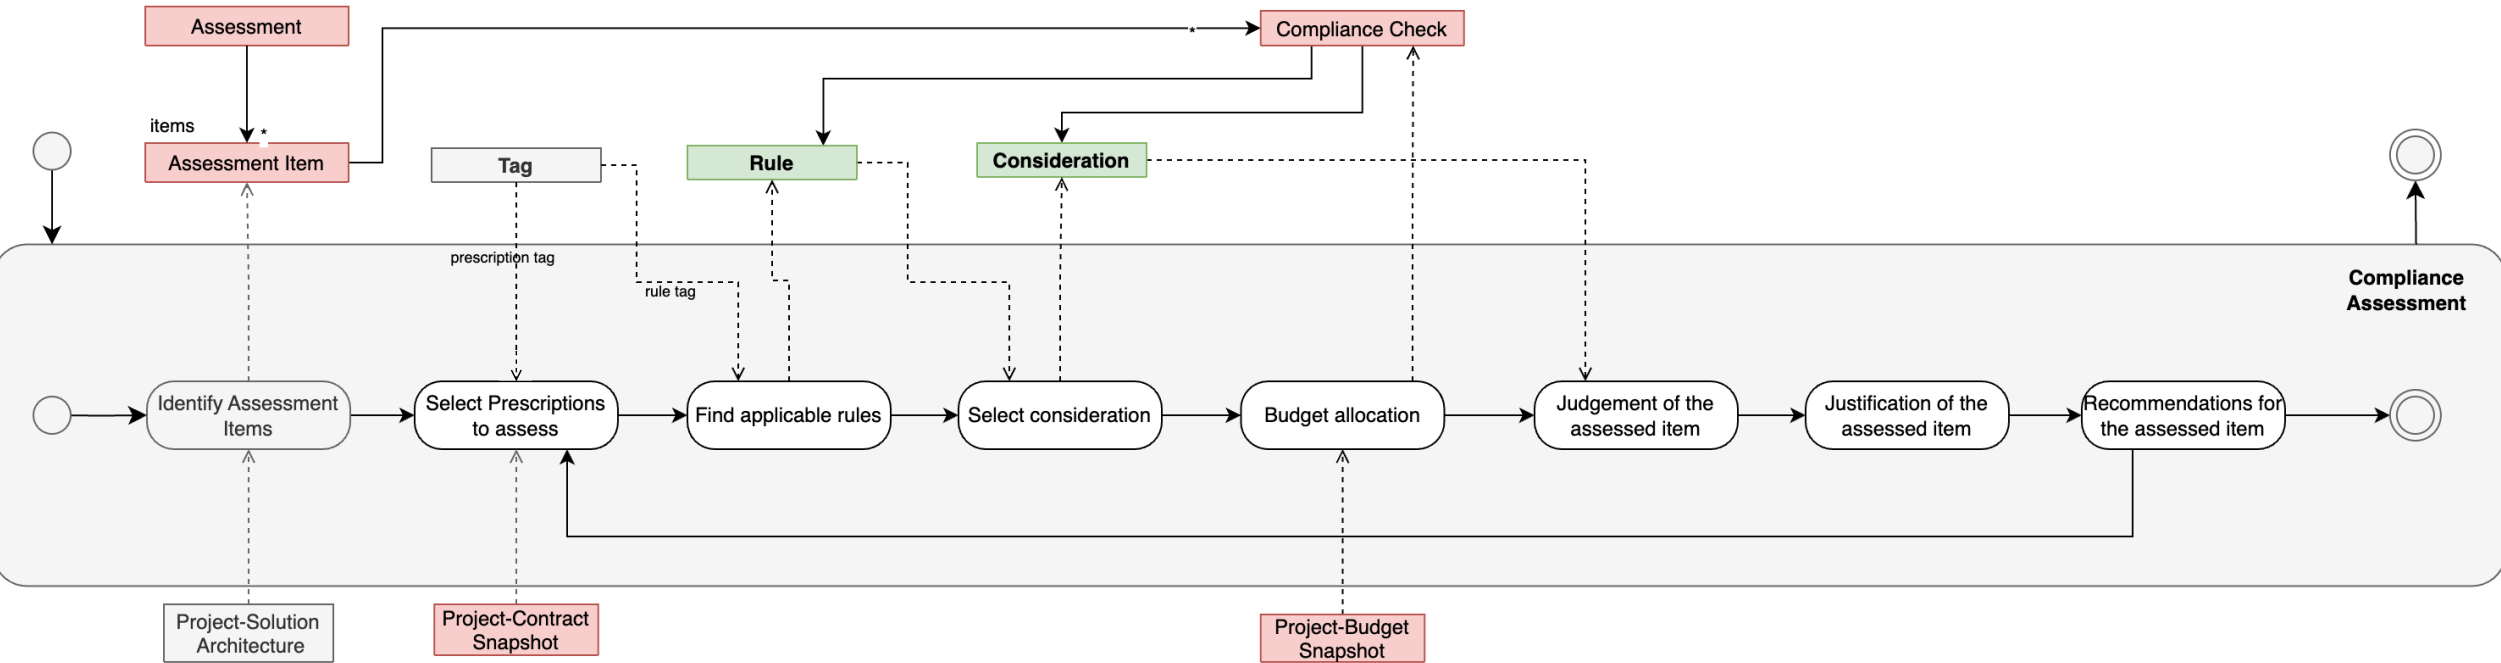 Assessment
Compliance Check
*
items
*
Assessment Item
Tag
Rule
Consideration
prescription tag
rule tag
Compliance
Assessment
Identify Assessment
Items
Select Prescriptions
to assess
Find applicable rules
Select consideration
Budget allocation
Judgement of the
assessed item
Justification of the
assessed item
Recommendations for
the assessed item
Project-Solution
Architecture
Project-Contract
Snapshot
Project-Budget
Snapshot